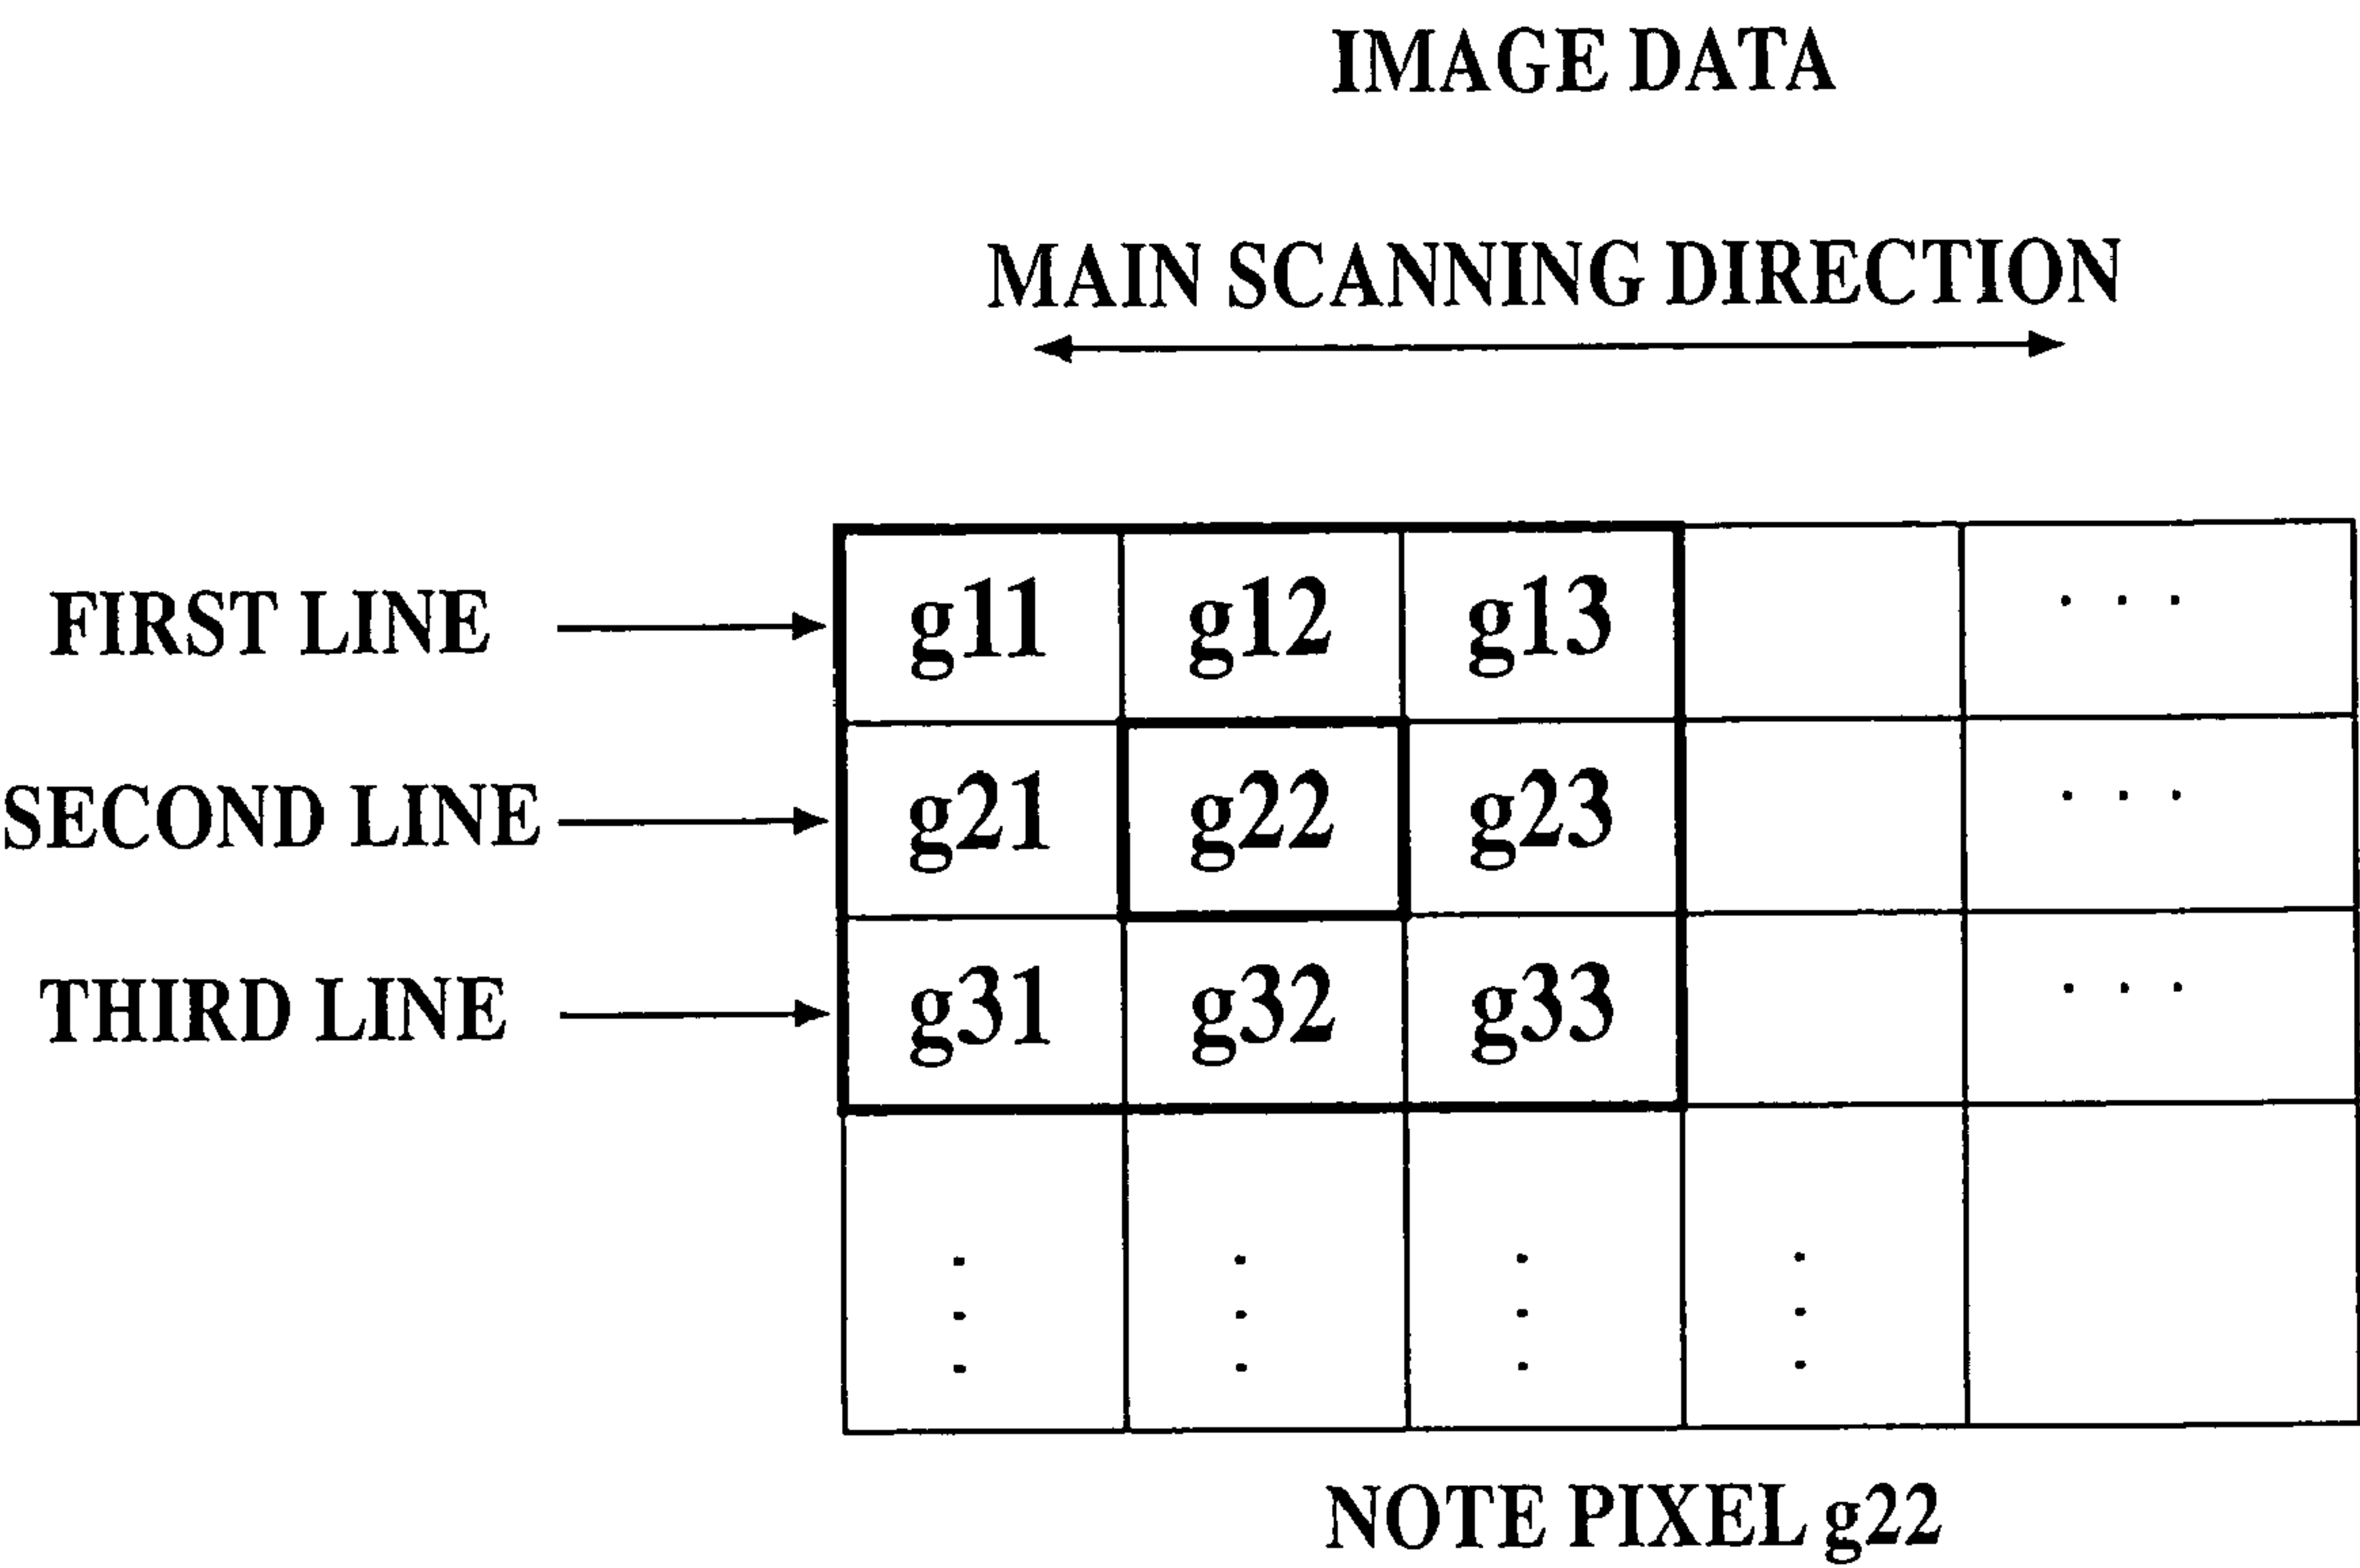 IMAGE DATA
MAIN SCANNING DIRECTION
FIRST LINE g11 g12 g13 . . .
SECOND LINE g21 g22 g23 . . .
THIRD LINE g31 g32 g33 . . .
NOTE PIXEL g22